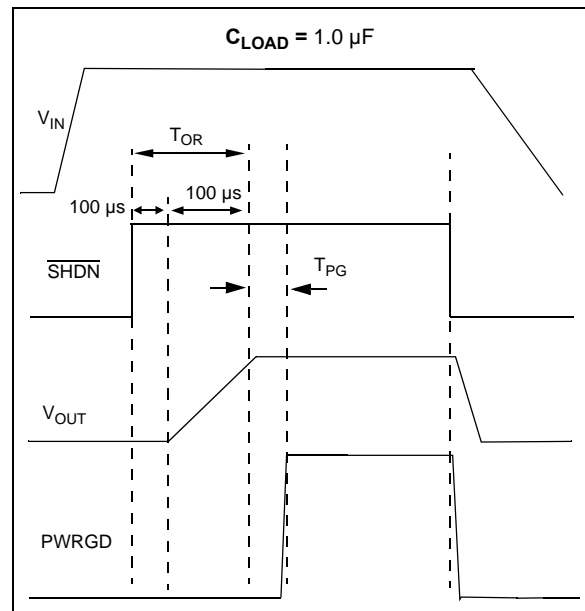 C_LOAD = 1.0 µF
V_IN
T_OR
100 µs 100 µs
SHDN
T_PG
V_OUT
PWRGD